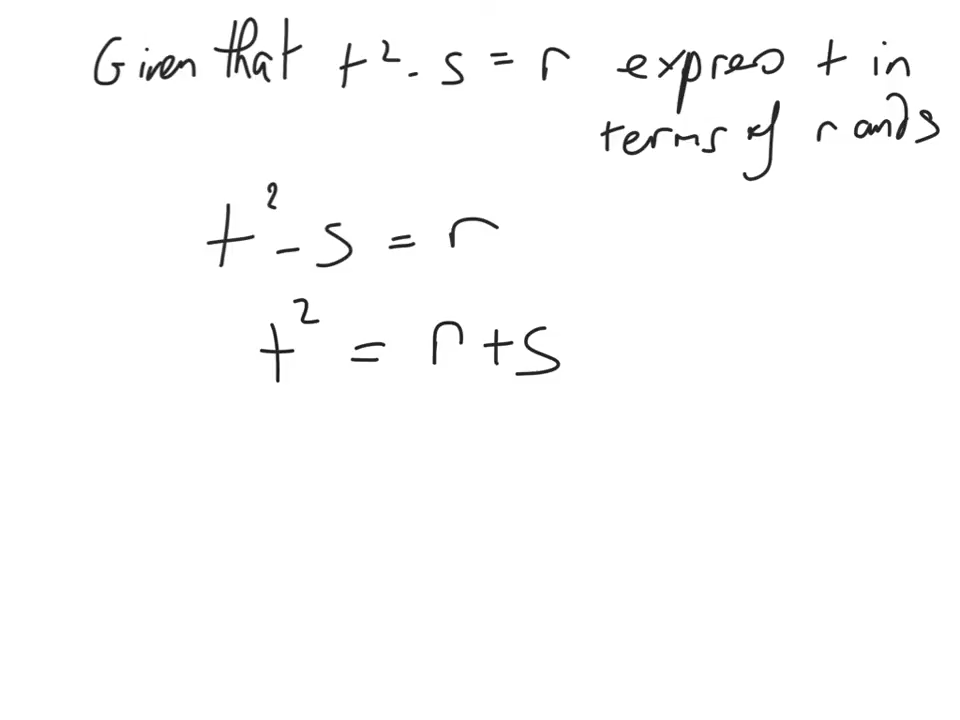 Given that t² - s = r express t in
terms of r and s
t² - s = r
t² = r + s